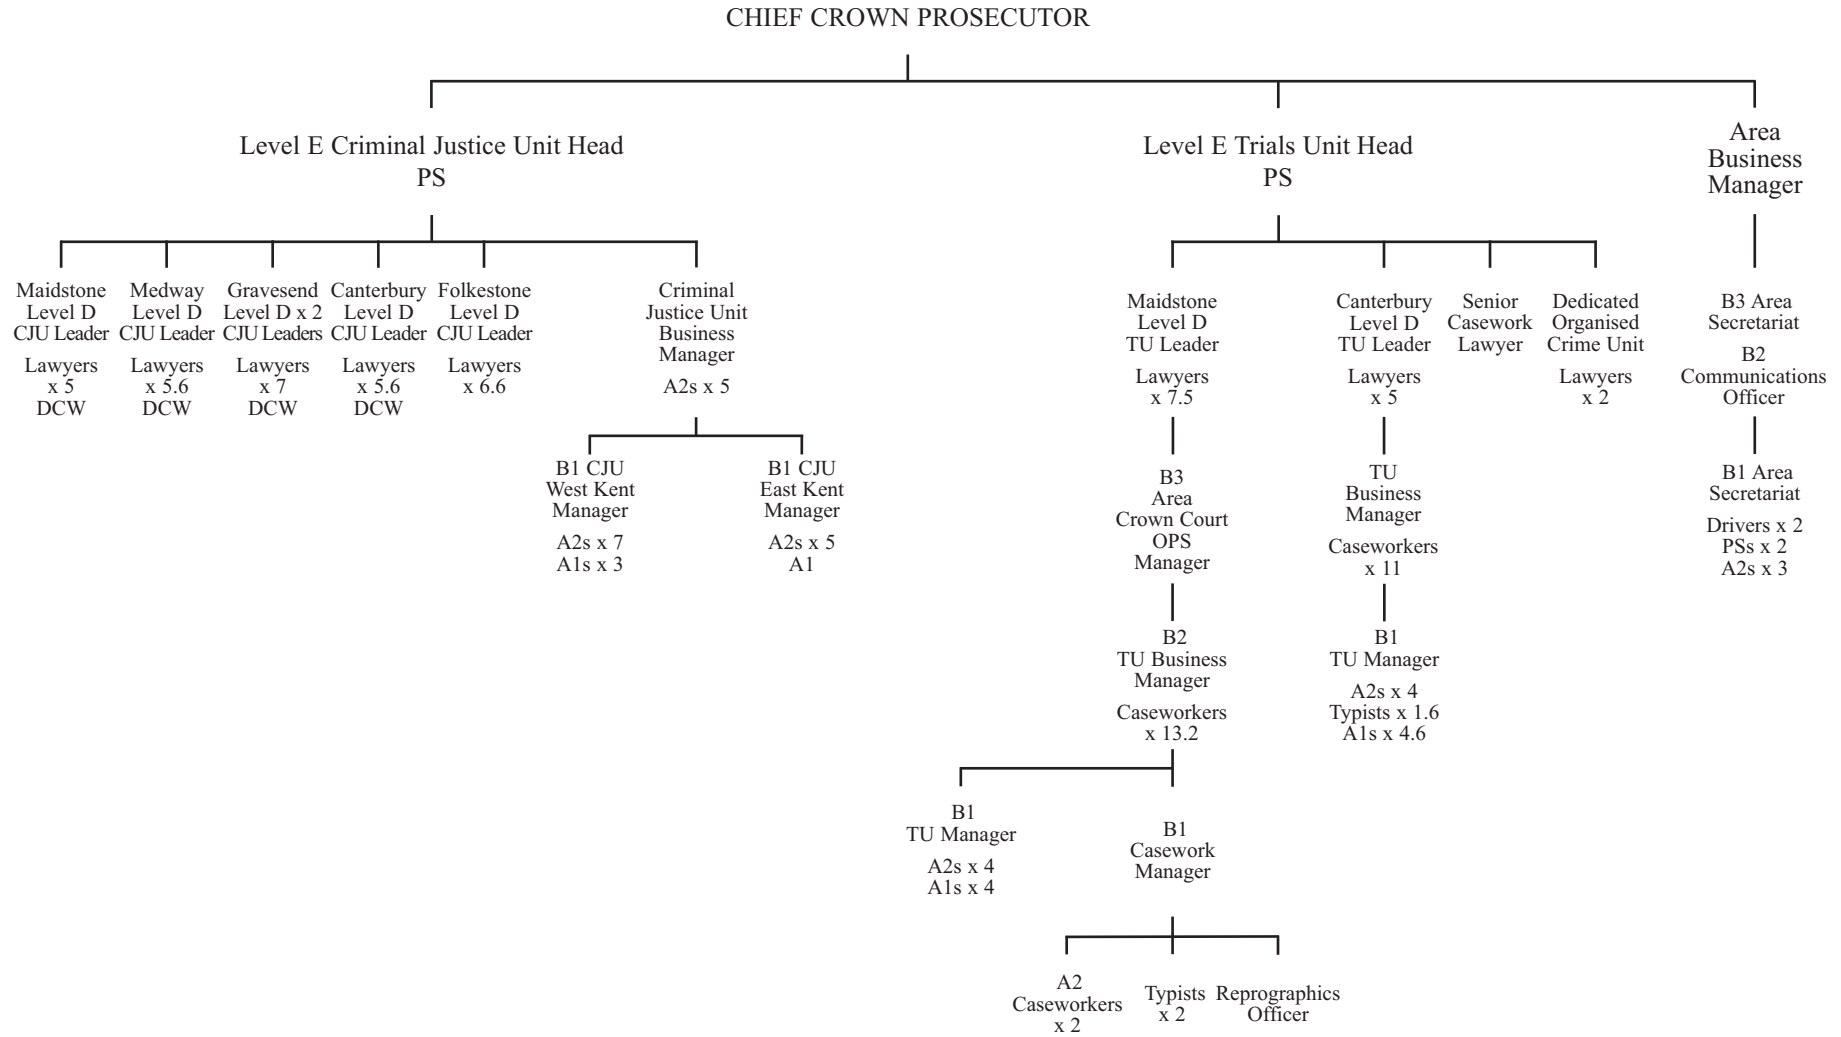 CHIEF CROWN PROSECUTOR
Level E Criminal Justice Unit Head
PS
Level E Trials Unit Head
PS
Area
Business
Manager
Maidstone
Level D
CJU Leader
Lawyers
x 5
DCW
Medway
Level D
CJU Leader
Lawyers
x 5.6
DCW
Gravesend
Level D x 2
CJU Leaders
Lawyers
x 7
DCW
Canterbury
Level D
CJU Leader
Lawyers
x 5.6
DCW
Folkestone
Level D
CJU Leader
Lawyers
x 6.6
Criminal
Justice Unit
Business
Manager
A2s x 5
B1 CJU
West Kent
Manager
A2s x 7
A1s x 3
B1 CJU
East Kent
Manager
A2s x 5
A1
Maidstone
Level D
TU Leader
Lawyers
x 7.5
B3
Area
Crown Court
OPS
Manager
B2
TU Business
Manager
Caseworkers
x 13.2
B1
TU Manager
A2s x 4
A1s x 4
B1
Casework
Manager
A2
Caseworkers
x 2
Typists
x 2
Reprographics
Officer
Canterbury
Level D
TU Leader
Lawyers
x 5
TU
Business
Manager
Caseworkers
x 11
B1
TU Manager
A2s x 4
Typists x 1.6
A1s x 4.6
Senior
Casework
Lawyer
Dedicated
Organised
Crime Unit
Lawyers
x 2
B3 Area
Secretariat
B2
Communications
Officer
B1 Area
Secretariat
Drivers x 2
PSs x 2
A2s x 3